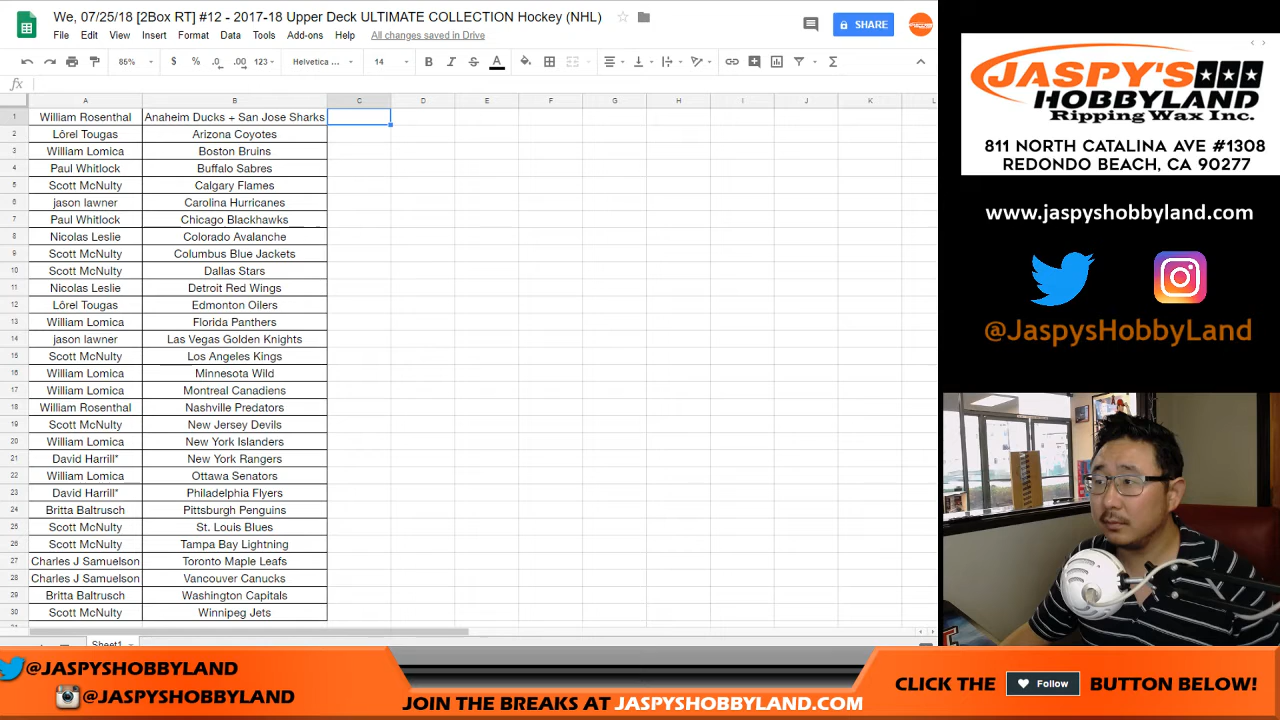 We, 07/25/18 [2Box RT] #12 - 2017-18 Upper Deck ULTIMATE COLLECTION Hockey (NHL)
SHARE
File Edit View Insert Format Data Tools Add-ons Help All changes saved in Drive
85% $ % .0 .00 123 Helvetica ... 14 B I S A
fx
A B C D E F G H I J K L
1 William Rosenthal Anaheim Ducks + San Jose Sharks
2 Lôrel Tougas Arizona Coyotes
3 William Lomica Boston Bruins
4 Paul Whitlock Buffalo Sabres
5 Scott McNulty Calgary Flames
6 jason lawner Carolina Hurricanes
7 Paul Whitlock Chicago Blackhawks
8 Nicolas Leslie Colorado Avalanche
9 Scott McNulty Columbus Blue Jackets
10 Scott McNulty Dallas Stars
11 Nicolas Leslie Detroit Red Wings
12 Lôrel Tougas Edmonton Oilers
13 William Lomica Florida Panthers
14 jason lawner Las Vegas Golden Knights
15 Scott McNulty Los Angeles Kings
16 William Lomica Minnesota Wild
17 William Lomica Montreal Canadiens
18 William Rosenthal Nashville Predators
19 Scott McNulty New Jersey Devils
20 William Lomica New York Islanders
21 David Harrill* New York Rangers
22 William Lomica Ottawa Senators
23 David Harrill* Philadelphia Flyers
24 Britta Baltrusch Pittsburgh Penguins
25 Scott McNulty St. Louis Blues
26 Scott McNulty Tampa Bay Lightning
27 Charles J Samuelson Toronto Maple Leafs
28 Charles J Samuelson Vancouver Canucks
29 Britta Baltrusch Washington Capitals
30 Scott McNulty Winnipeg Jets
Sheet1
JASPY'S
HOBBYLAND
Ripping Wax Inc.
811 NORTH CATALINA AVE #1308
REDONDO BEACH, CA 90277
www.jaspyshobbyland.com
@JaspysHobbyLand
@JASPYSHOBBYLAND
@JASPYSHOBBYLAND
JOIN THE BREAKS AT JASPYSHOBBYLAND.COM
CLICK THE Follow BUTTON BELOW!